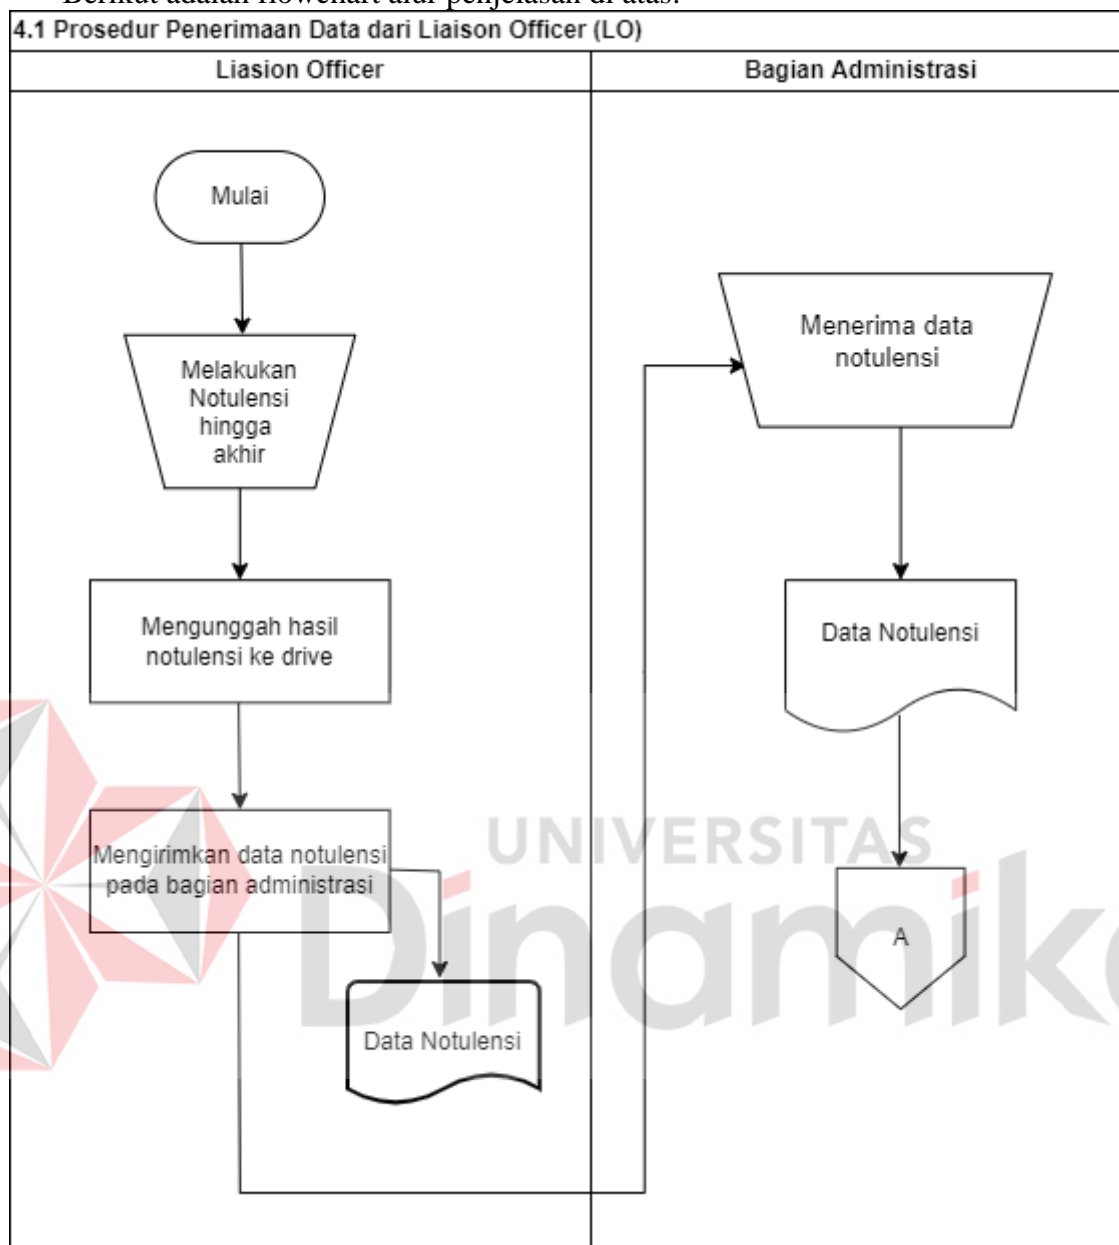 Berikut adalah flowchart alur penjelasan di atas.
4.1 Prosedur Penerimaan Data dari Liaison Officer (LO)
Liasion Officer
Bagian Administrasi
Mulai
Melakukan
Notulensi
hingga
akhir
Mengunggah hasil
notulensi ke drive
Mengirimkan data notulensi
pada bagian administrasi
Data Notulensi
Menerima data
notulensi
Data Notulensi
A
UNIVERSITAS
Dinamika